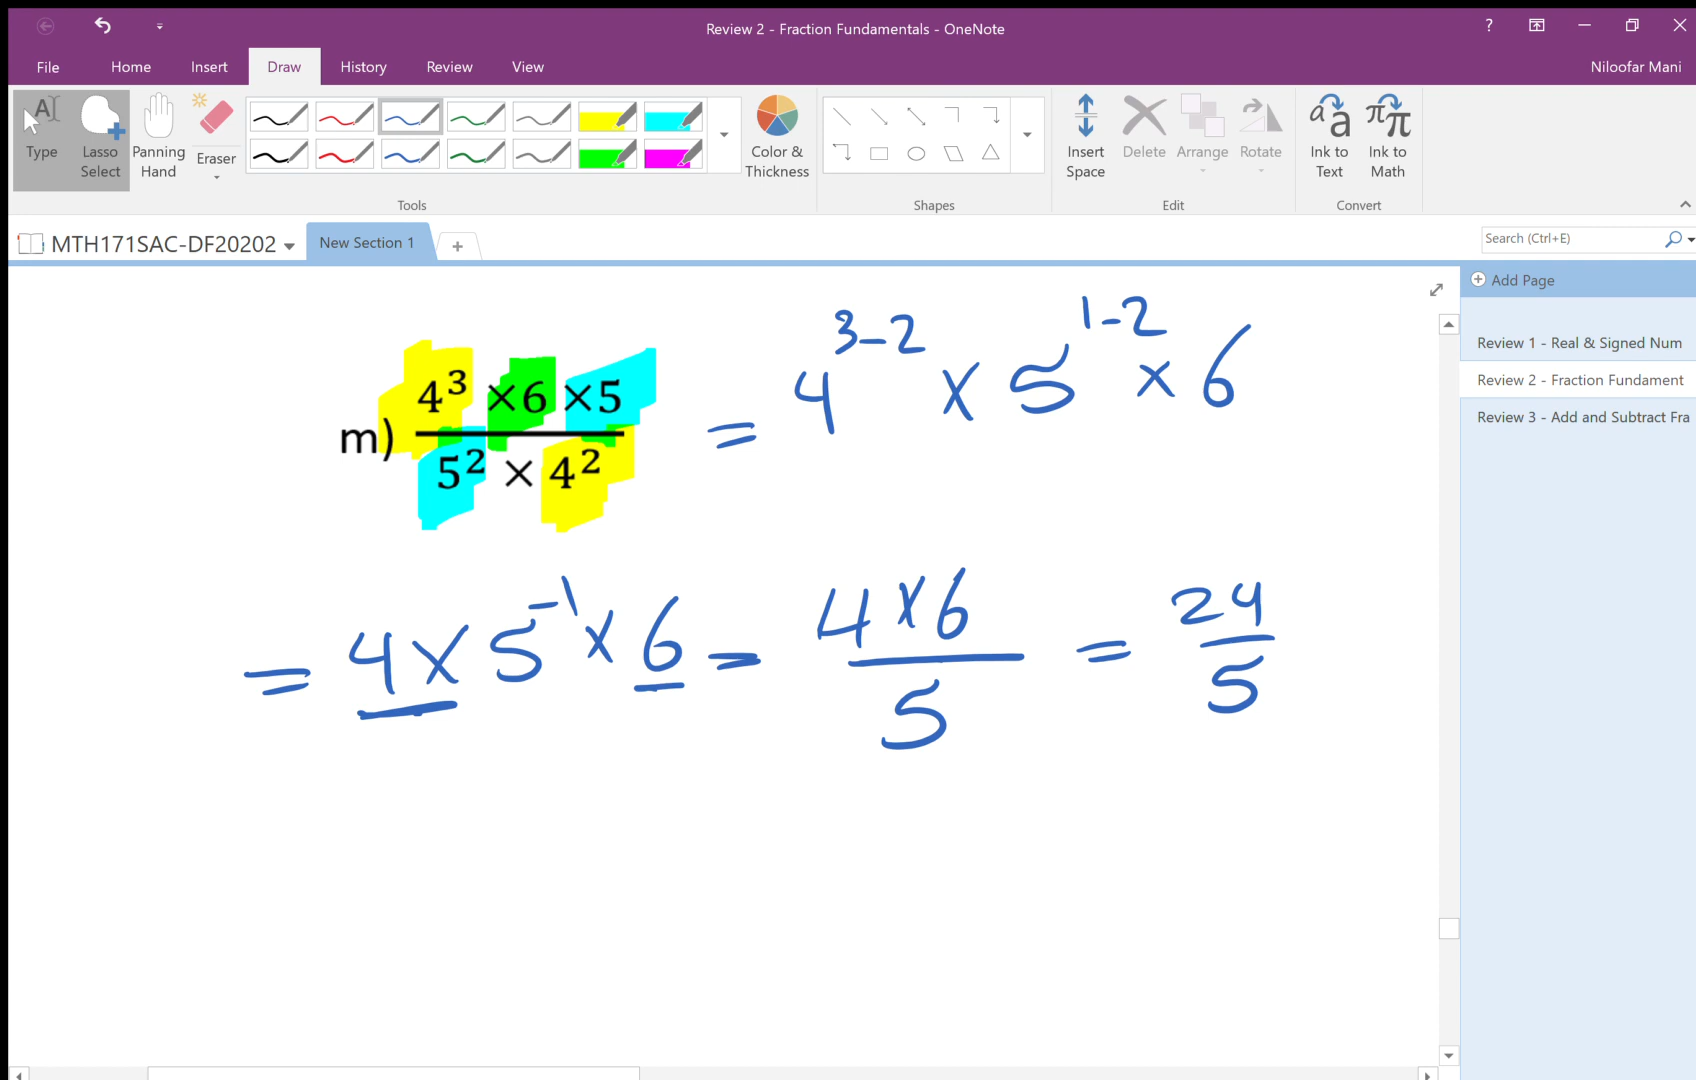 Review 2 - Fraction Fundamentals - OneNote
?
File Home Insert Draw History Review View
Niloofar Mani
Type
Lasso Select
Panning Hand
Eraser
Color & Thickness
Insert Space
Delete
Arrange
Rotate
Ink to Text
Ink to Math
Tools
Shapes
Edit
Convert
MTH171SAC-DF20202
New Section 1
+
Search (Ctrl+E)
Add Page
Review 1 - Real & Signed Num
Review 2 - Fraction Fundament
Review 3 - Add and Subtract Fra
m) 4³ ×6 ×5 / 5² × 4² = 4^(3-2) × 5^(1-2) × 6
= 4 × 5^(-1) × 6 = 4×6 / 5 = 24 / 5